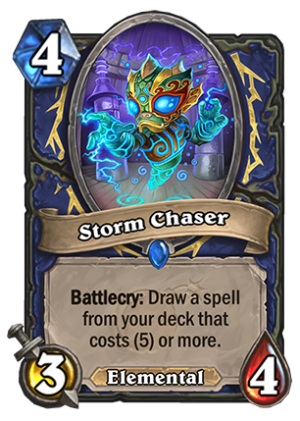 4
Storm Chaser
Battlecry: Draw a spell
from your deck that
costs (5) or more.
3
Elemental
4